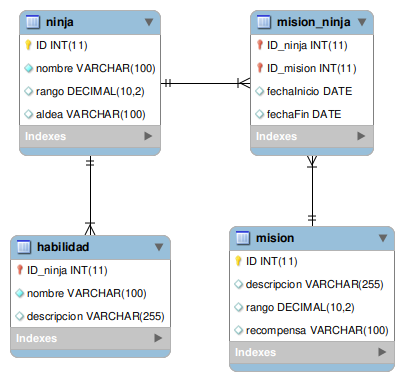 ninja
ID INT(11)
nombre VARCHAR(100)
rango DECIMAL(10,2)
aldea VARCHAR(100)
Indexes
mision_ninja
ID_ninja INT(11)
ID_mision INT(11)
fechaInicio DATE
fechaFin DATE
Indexes
habilidad
ID_ninja INT(11)
nombre VARCHAR(100)
descripcion VARCHAR(255)
Indexes
mision
ID INT(11)
descripcion VARCHAR(255)
rango DECIMAL(10,2)
recompensa VARCHAR(100)
Indexes